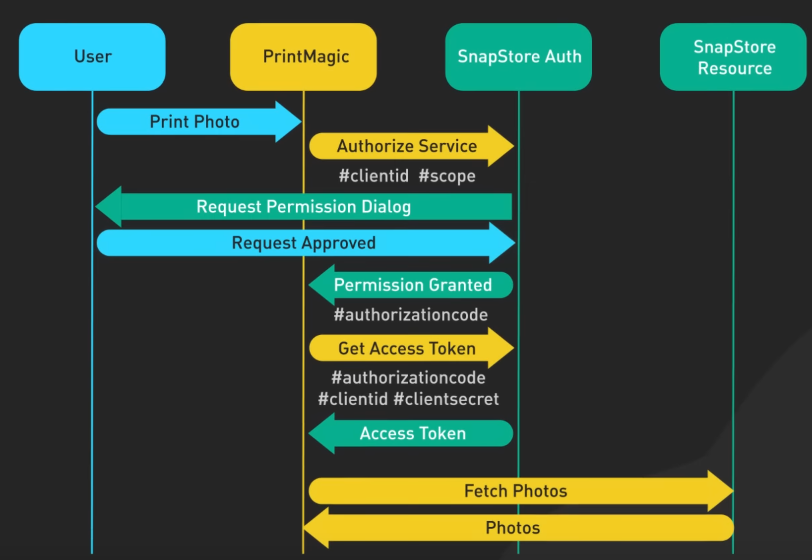 User
PrintMagic
SnapStore Auth
SnapStore
Resource
Print Photo
Authorize Service
#clientid #scope
Request Permission Dialog
Request Approved
Permission Granted
#authorizationcode
Get Access Token
#authorizationcode
#clientid #clientsecret
Access Token
Fetch Photos
Photos